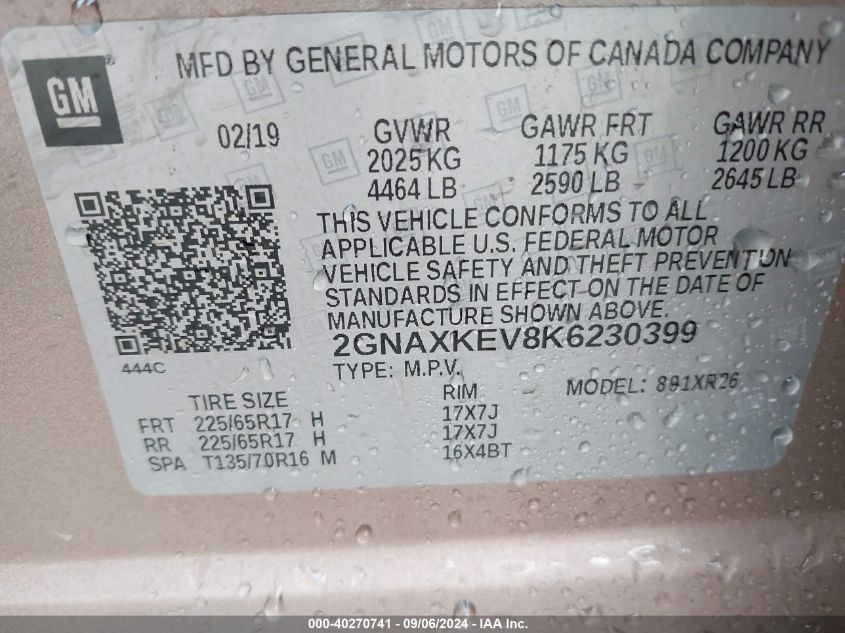 MFD BY GENERAL MOTORS OF CANADA COMPANY
GM
02/19
GVWR GAWR FRT GAWR RR
2025 KG 1175 KG 1200 KG
4464 LB 2590 LB 2645 LB
THIS VEHICLE CONFORMS TO ALL
APPLICABLE U.S. FEDERAL MOTOR
VEHICLE SAFETY AND THEFT PREVENTION
STANDARDS IN EFFECT ON THE DATE OF
MANUFACTURE SHOWN ABOVE.
2GNAXKEV8K6230399
444C
TYPE: M.P.V. MODEL: 891XR26
TIRE SIZE RIM
FRT 225/65R17 H 17X7J
RR 225/65R17 H 17X7J
SPA T135/70R16 M 16X4BT
000-40270741 - 09/06/2024 - IAA Inc.